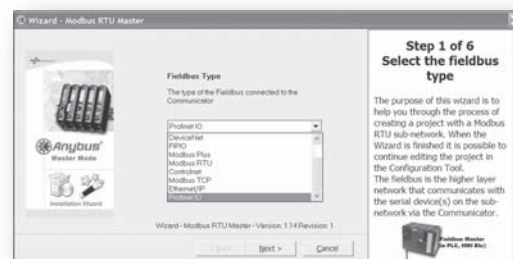 Wizard - Modbus RTU Master
Fieldbus Type
The type of the Fieldbus connected to the
Communicator
Profinet IO
DeviceNet
FIPIO
Modbus Plus
Modbus RTU
Controlnet
Modbus TCP
Ethernet/IP
Profinet IO
Anybus®
Master Mode
Installation Wizard
Wizard - Modbus RTU Master - Version: 1.14 Revision: 1
< Back
Next >
Cancel
Step 1 of 6
Select the fieldbus
type
The purpose of this wizard is to
help you through the process of
creating a project with a Modbus
RTU sub-network. When the
Wizard is finished it is possible to
continue editing the project in
the Configuration Tool.
The fieldbus is the higher layer
network that communicates with
the serial device(s) on the sub-
network via the Communicator.
Fieldbus Master
(a PLC, HMI Etc)